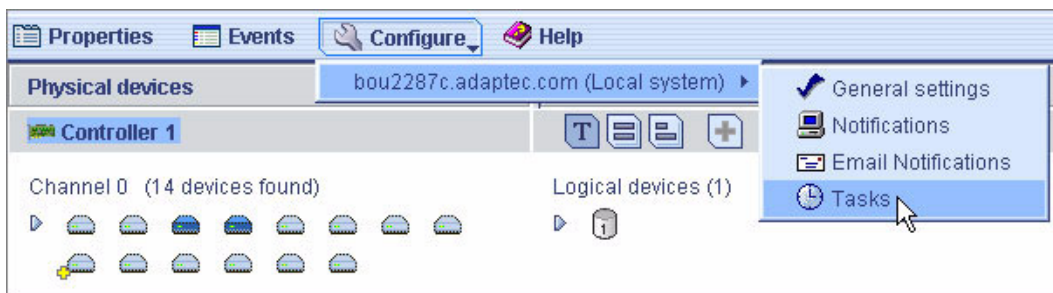 Properties Events Configure Help
Physical devices
bou2287c.adaptec.com (Local system)
General settings
Notifications
Email Notifications
Tasks
Controller 1
T
Channel 0 (14 devices found)
Logical devices (1)
1